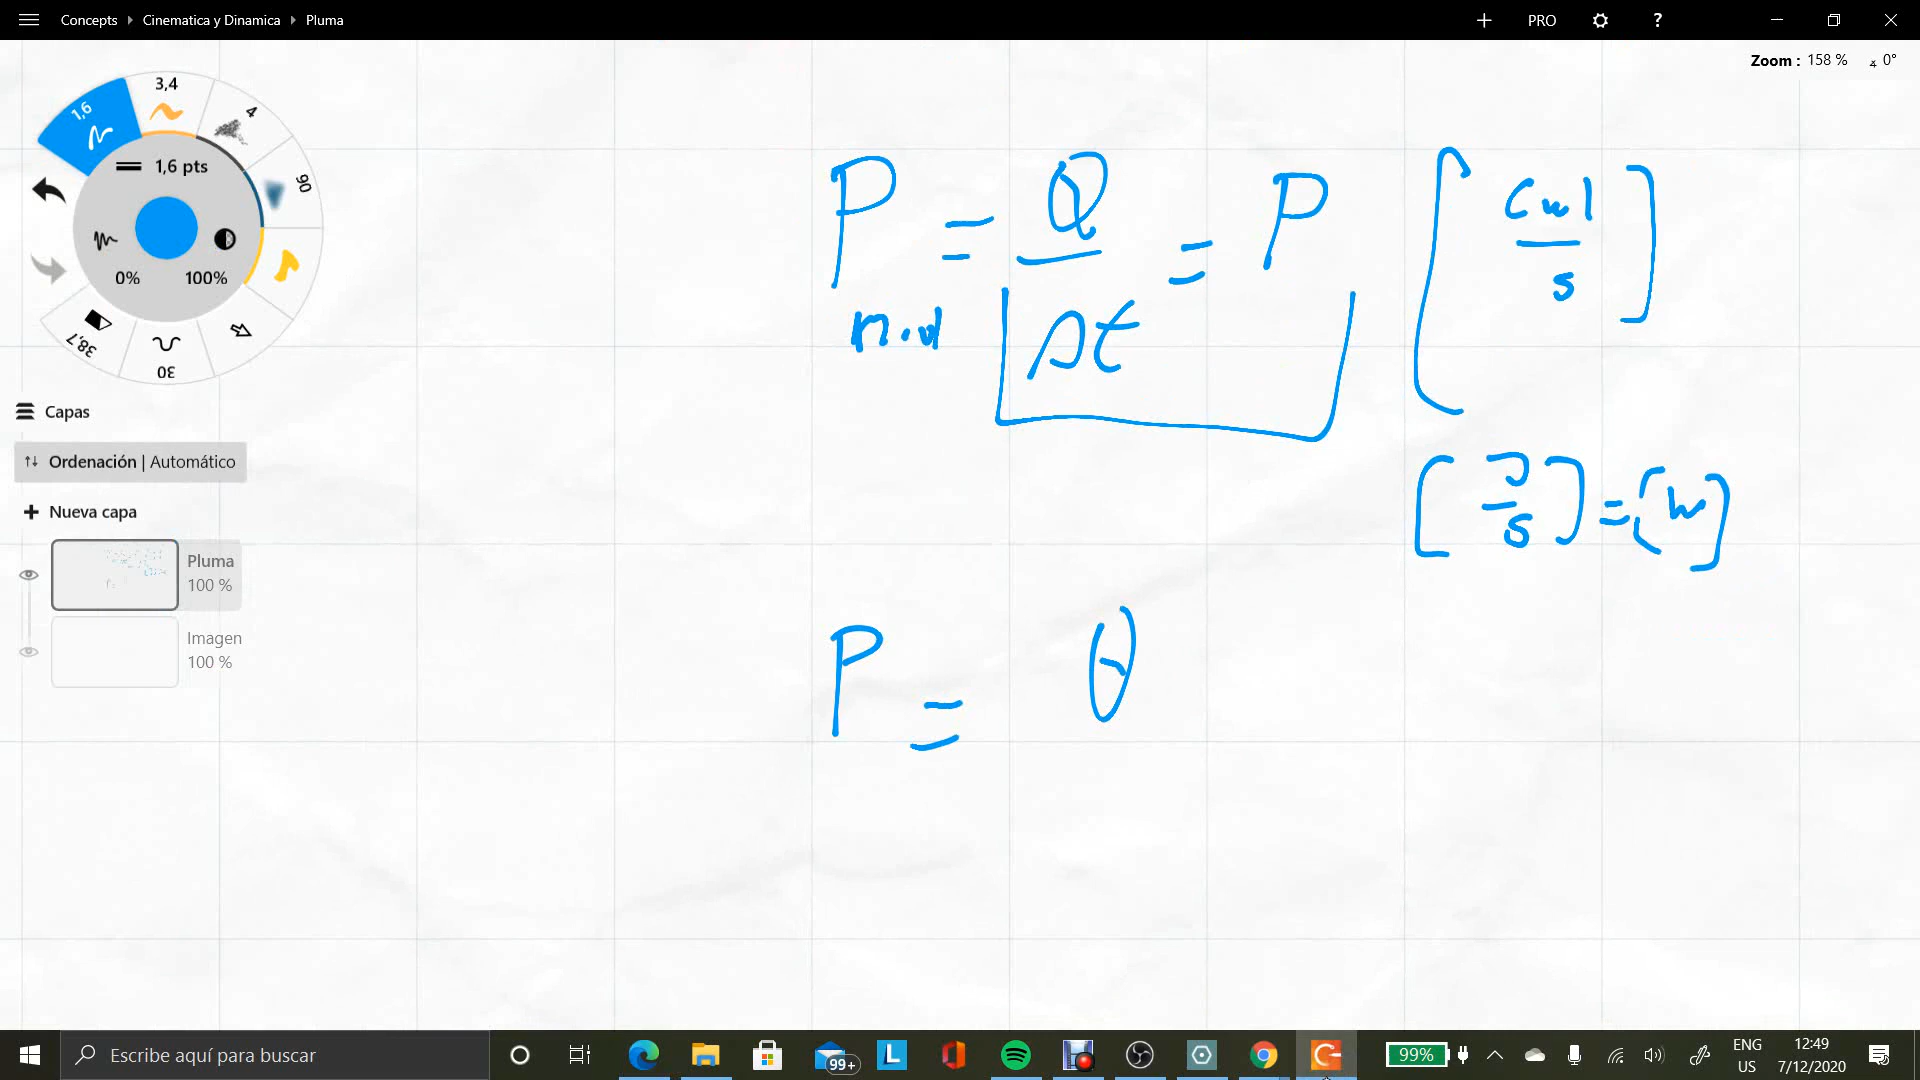 Concepts Cinematica y Dinamica Pluma
PRO ?
Zoom : 158 % 0°
1,6
3,4
4
90
1,6 pts
0% 100%
38,7
30
Capas
Ordenación | Automático
Nueva capa
Pluma
100 %
Imagen
100 %
P = Q = P [cal
Δt s]
[J = [w]
s]
P = θ
Escribe aquí para buscar
99+
L
99%
ENG
US
12:49
7/12/2020